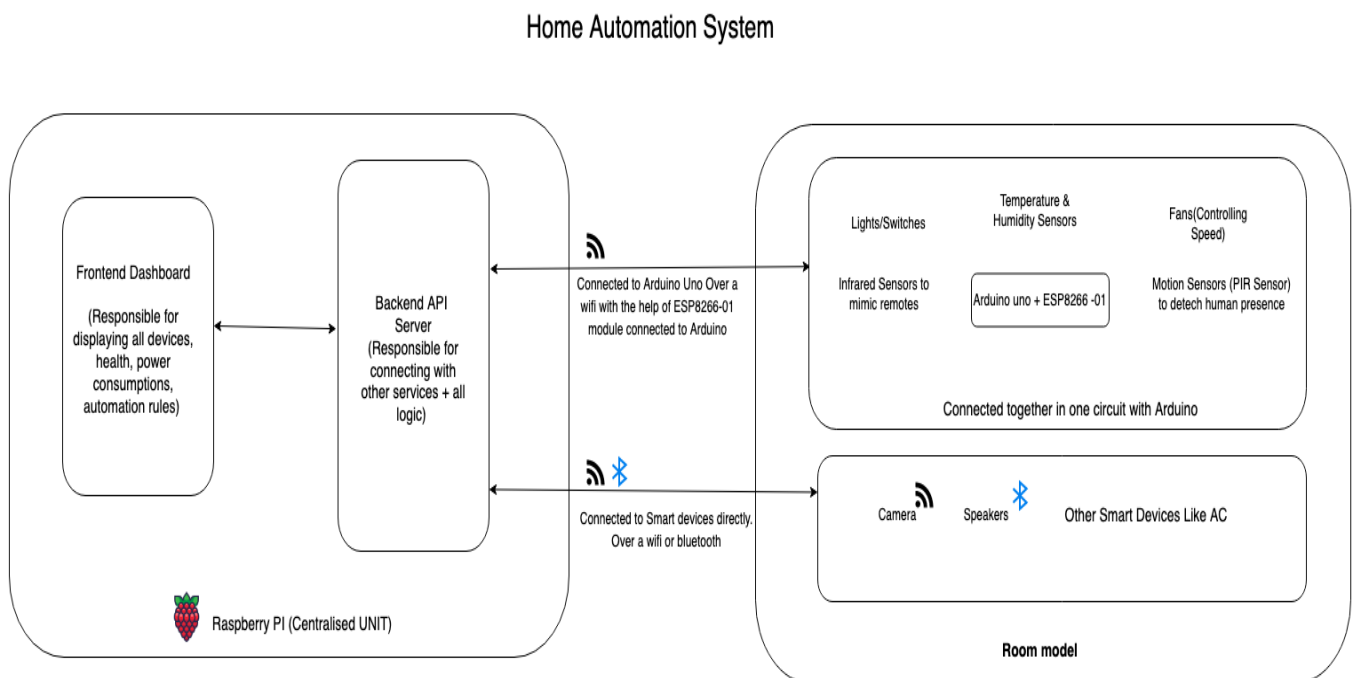 Home Automation System
Frontend Dashboard
(Responsible for
displaying all devices,
health, power
consumptions,
automation rules)
Backend API
Server
(Responsible for
connecting with
other services + all
logic)
Raspberry PI (Centralised UNIT)
Connected to Arduino Uno Over a
wifi with the help of ESP8266-01
module connected to Arduino
Connected to Smart devices directly.
Over a wifi or bluetooth
Lights/Switches
Temperature &
Humidity Sensors
Fans(Controlling
Speed)
Infrared Sensors to
mimic remotes
Arduino uno + ESP8266 -01
Motion Sensors (PIR Sensor)
to detech human presence
Connected together in one circuit with Arduino
Camera
Speakers
Other Smart Devices Like AC
Room model